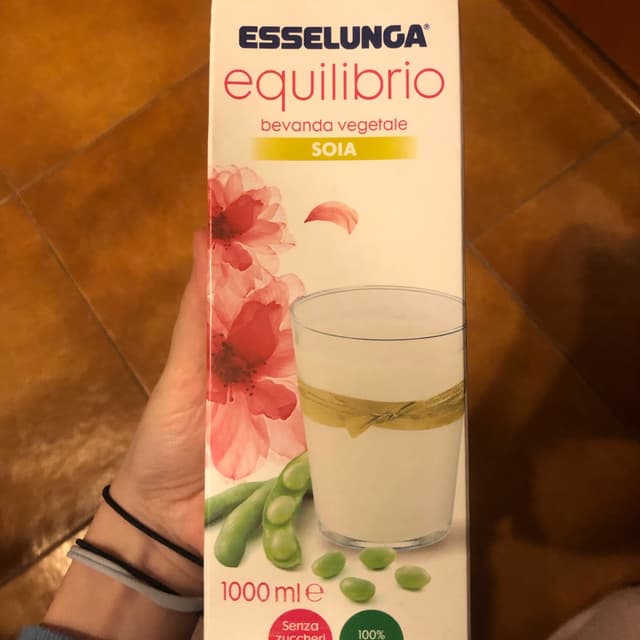 ESSELUNGA®
equilibrio
bevanda vegetale
SOIA
1000 ml e
Senza
zuccheri
100%